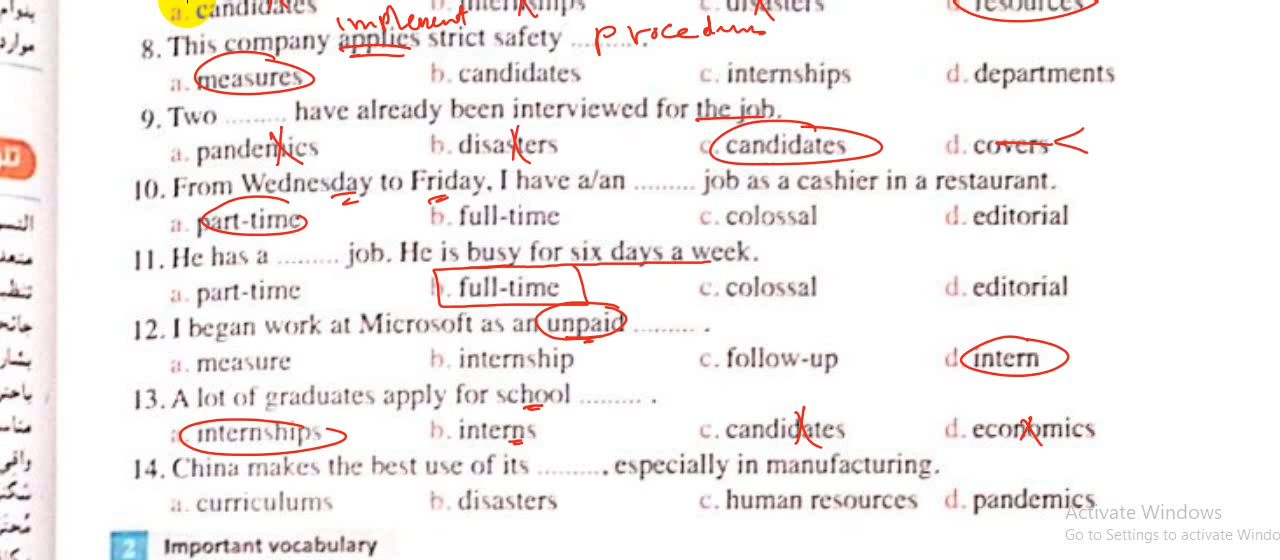 a. candidates b. internships c. disasters resources
implement
8. This company applies strict safety .......... . procedures
a. measures b. candidates c. internships d. departments
9. Two ......... have already been interviewed for the job.
a. pandemics b. disasters c. candidates d. covers
10. From Wednesday to Friday, I have a/an ......... job as a cashier in a restaurant.
a. part-time b. full-time c. colossal d. editorial
11. He has a ......... job. He is busy for six days a week.
a. part-time b. full-time c. colossal d. editorial
12. I began work at Microsoft as an unpaid ......... .
a. measure b. internship c. follow-up d. intern
13. A lot of graduates apply for school ......... .
a. internships b. interns c. candidates d. economics
14. China makes the best use of its ........., especially in manufacturing.
a. curriculums b. disasters c. human resources d. pandemics
2 Important vocabulary
Activate Windows
Go to Settings to activate Windo